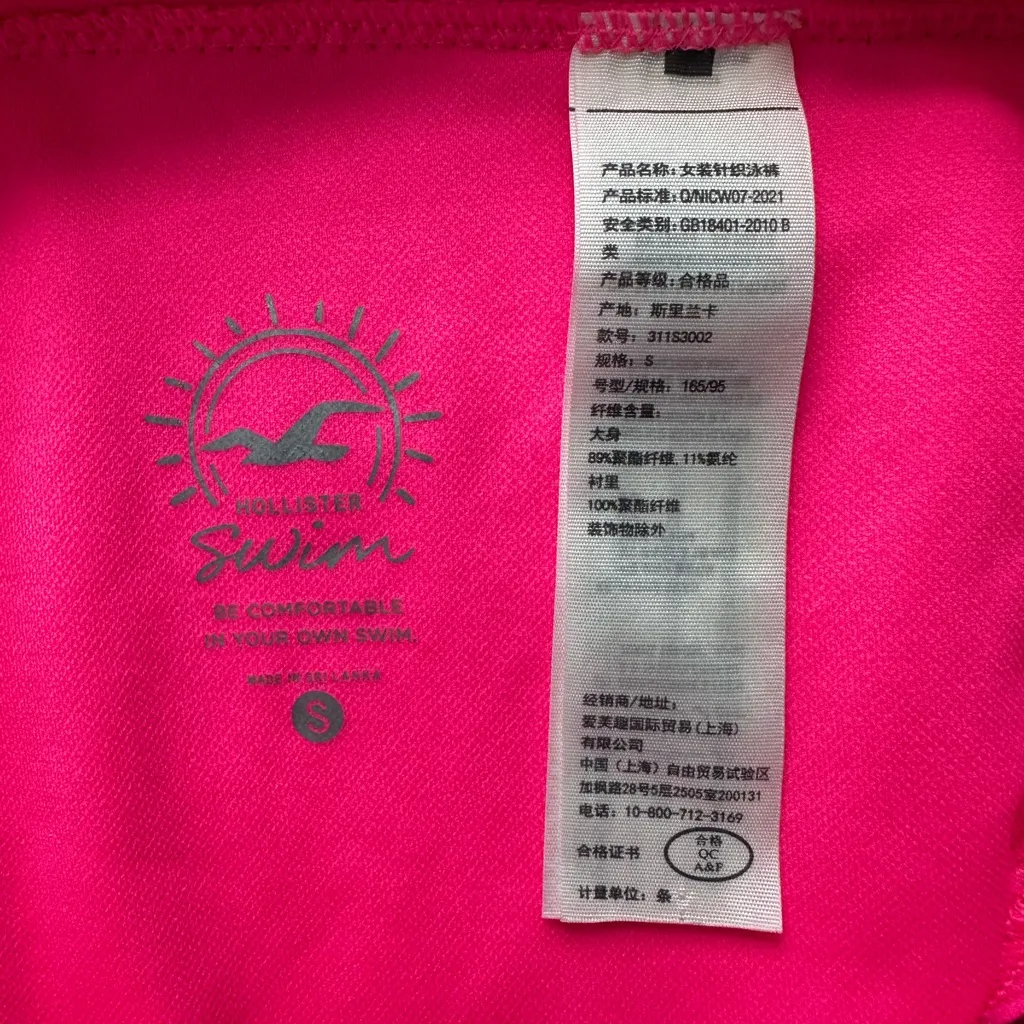 HOLLISTER
Swim
BE COMFORTABLE
IN YOUR OWN SWIM.
MADE IN SRI LANKA
S
产品名称：女装针织泳裤
产品标准：Q/NICW07-2021
安全类别：GB18401-2010 B
类
产品等级：合格品
产地：斯里兰卡
款号：311S3002
规格：S
号型/规格：165/95
纤维含量：
大身
89%聚酯纤维，11%氨纶
衬里
100%聚酯纤维
装饰物除外
经销商/地址：
爱芙趣国际贸易(上海)
有限公司
中国（上海）自由贸易试验区
加枫路28号5层2505室200131
电话：10-800-712-3169
合格证书
合格
QC
A&F
计量单位：条